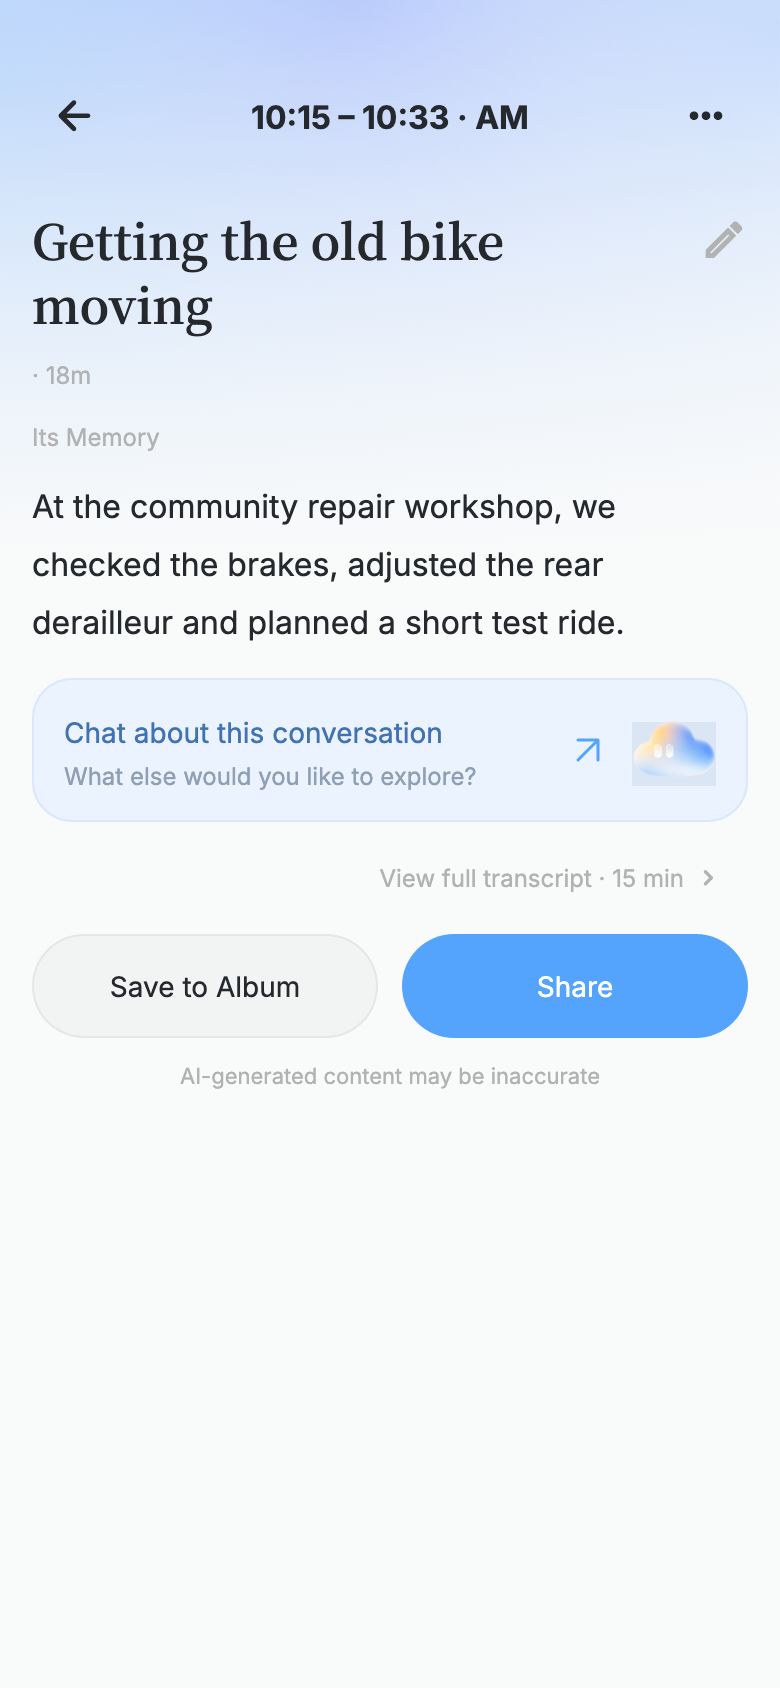 10:15 – 10:33 · AM
Getting the old bike
moving
· 18m
Its Memory
At the community repair workshop, we
checked the brakes, adjusted the rear
derailleur and planned a short test ride.
Chat about this conversation
What else would you like to explore?
View full transcript · 15 min
Save to Album
Share
AI-generated content may be inaccurate